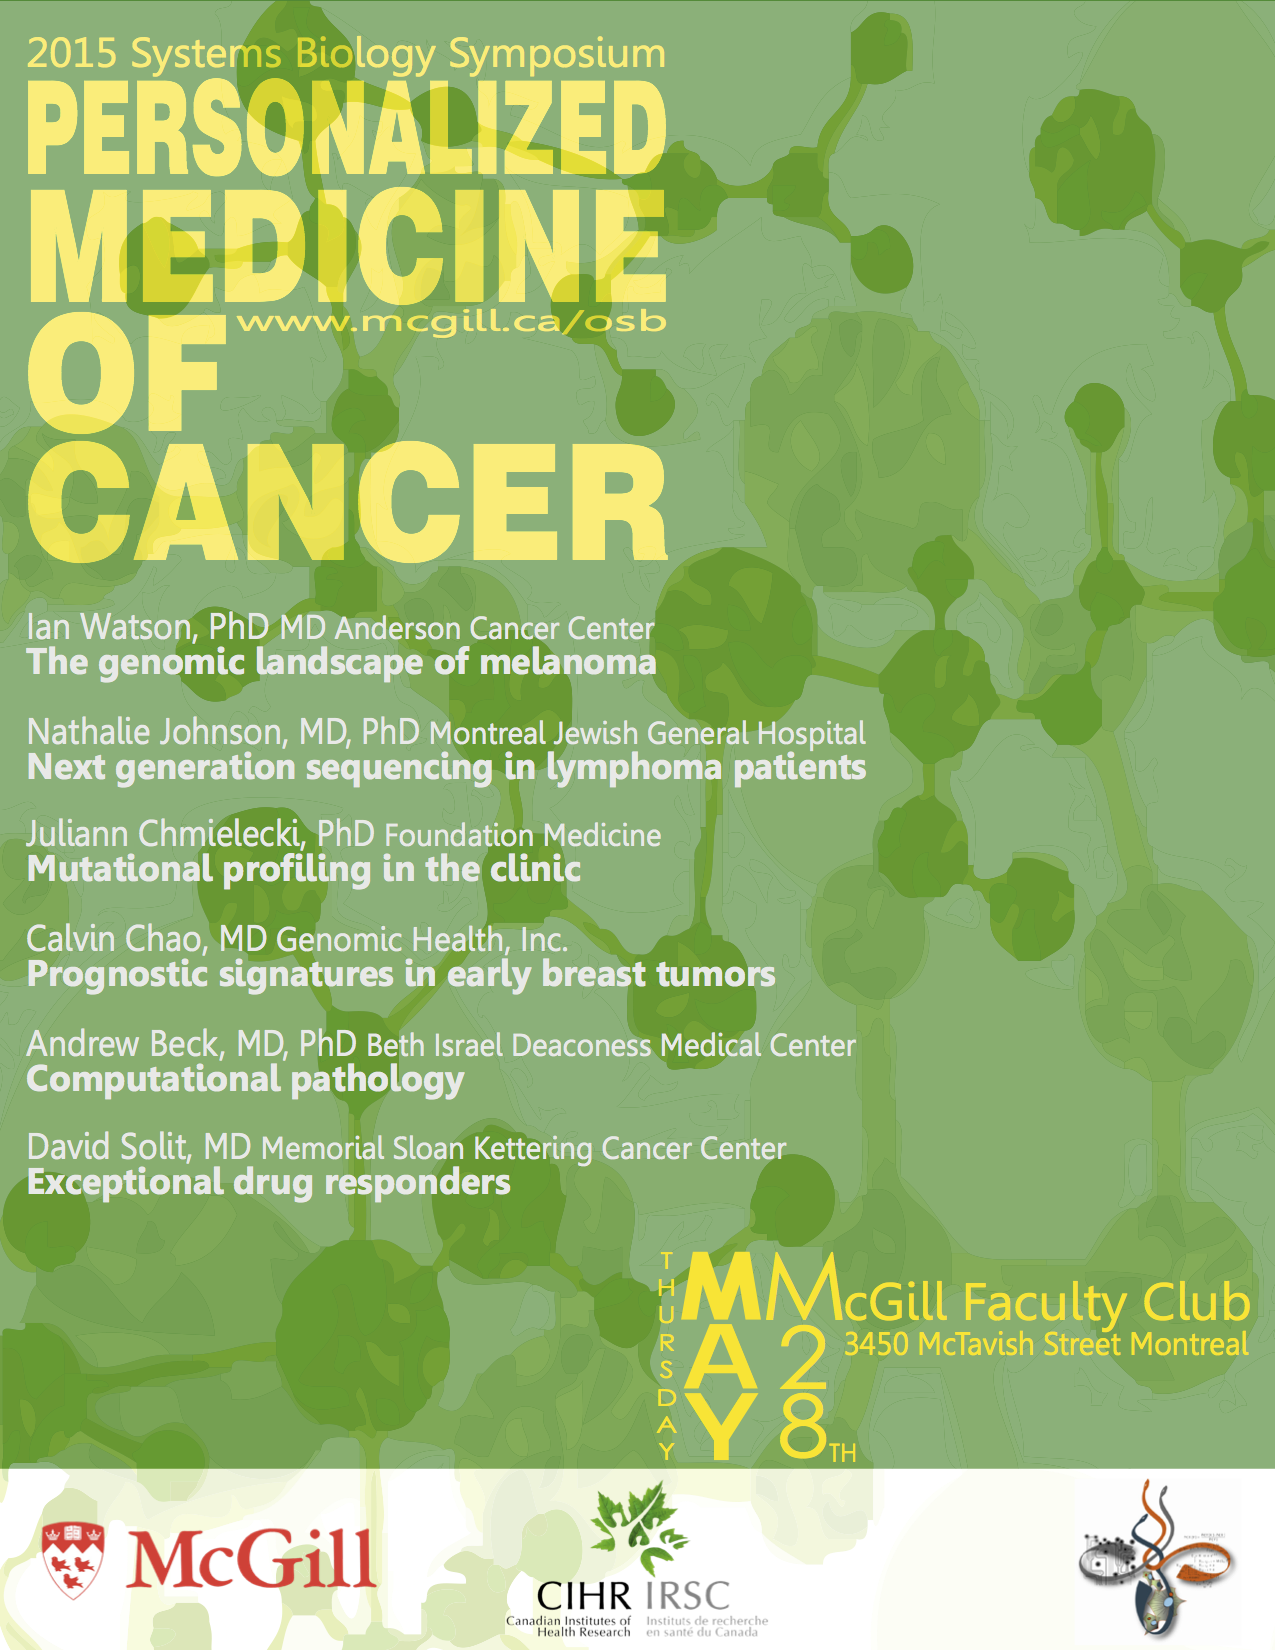 2015 Systems Biology Symposium
PERSONALIZED
MEDICINE
OF
www.mcgill.ca/osb
CANCER
Ian Watson, PhD MD Anderson Cancer Center
The genomic landscape of melanoma
Nathalie Johnson, MD, PhD Montreal Jewish General Hospital
Next generation sequencing in lymphoma patients
Juliann Chmielecki, PhD Foundation Medicine
Mutational profiling in the clinic
Calvin Chao, MD Genomic Health, Inc.
Prognostic signatures in early breast tumors
Andrew Beck, MD, PhD Beth Israel Deaconess Medical Center
Computational pathology
David Solit, MD Memorial Sloan Kettering Cancer Center
Exceptional drug responders
THURSDAY
MAY
28TH
McGill Faculty Club
3450 McTavish Street Montreal
McGill
CIHR IRSC
Canadian Institutes of Health Research
Instituts de recherche en santé du Canada